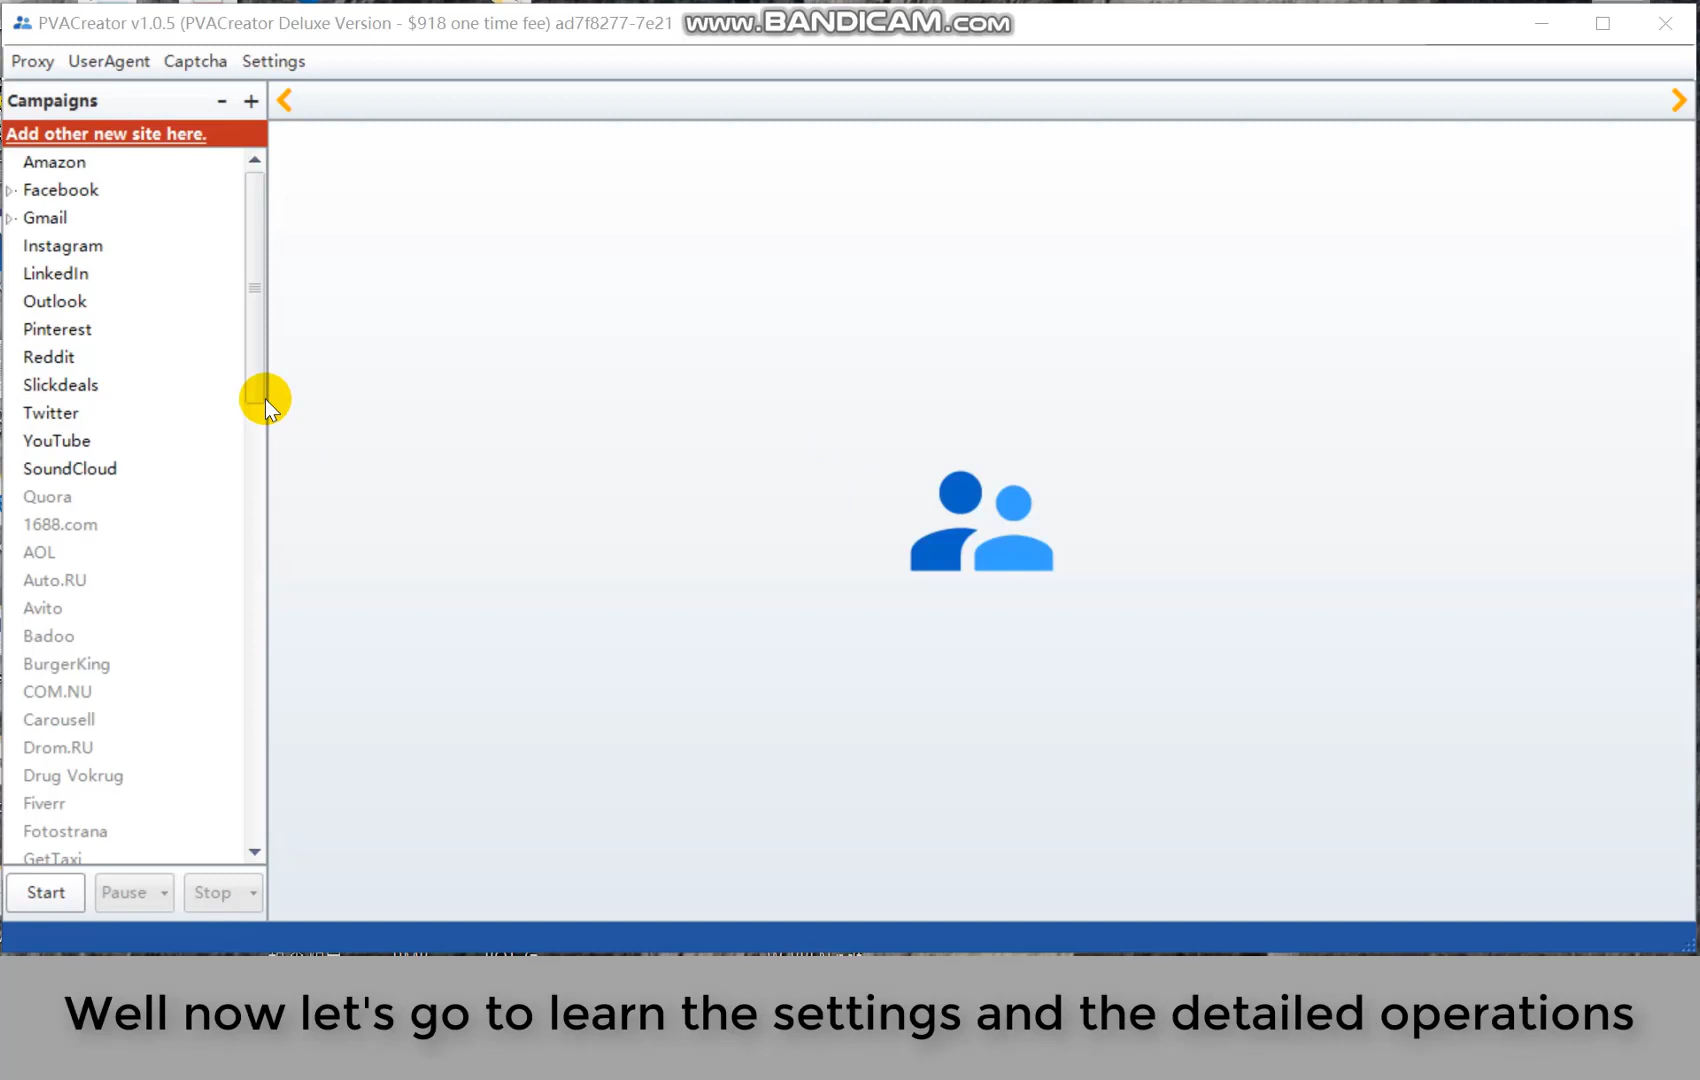 PVACreator v1.0.5 (PVACreator Deluxe Version - $918 one time fee) ad7f8277-7e21
www.BANDICAM.com
Proxy UserAgent Captcha Settings
Campaigns - +
Add other new site here.
Amazon
Facebook
Gmail
Instagram
LinkedIn
Outlook
Pinterest
Reddit
Slickdeals
Twitter
YouTube
SoundCloud
Quora
1688.com
AOL
Auto.RU
Avito
Badoo
BurgerKing
COM.NU
Carousell
Drom.RU
Drug Vokrug
Fiverr
Fotostrana
GetTaxi
Start Pause Stop
Well now let's go to learn the settings and the detailed operations